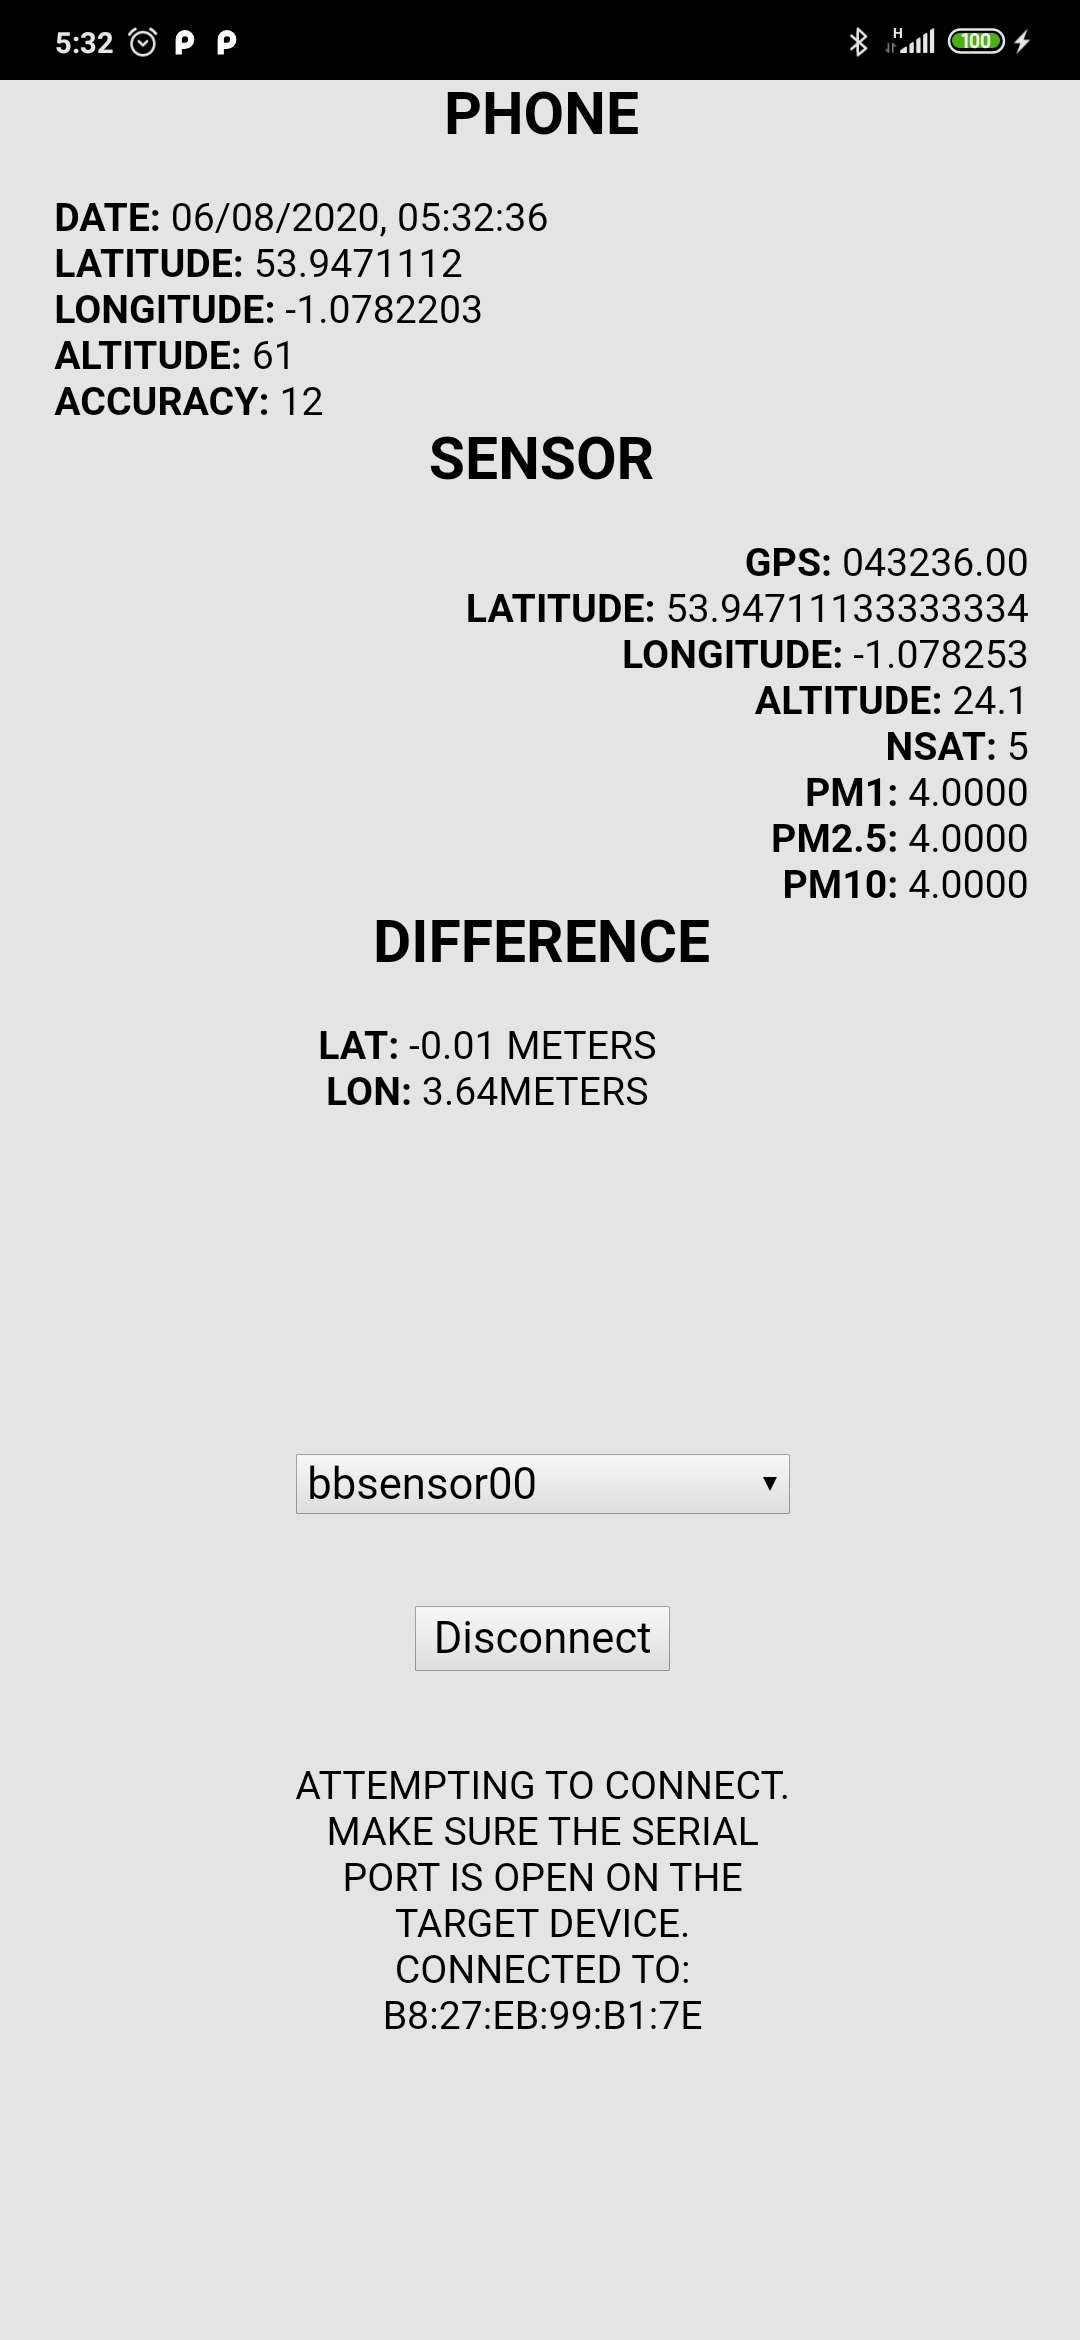 5:32 H 100
PHONE
DATE: 06/08/2020, 05:32:36
LATITUDE: 53.9471112
LONGITUDE: -1.0782203
ALTITUDE: 61
ACCURACY: 12
SENSOR
GPS: 043236.00
LATITUDE: 53.94711133333334
LONGITUDE: -1.078253
ALTITUDE: 24.1
NSAT: 5
PM1: 4.0000
PM2.5: 4.0000
PM10: 4.0000
DIFFERENCE
LAT: -0.01 METERS
LON: 3.64METERS
bbsensor00
Disconnect
ATTEMPTING TO CONNECT.
MAKE SURE THE SERIAL
PORT IS OPEN ON THE
TARGET DEVICE.
CONNECTED TO:
B8:27:EB:99:B1:7E